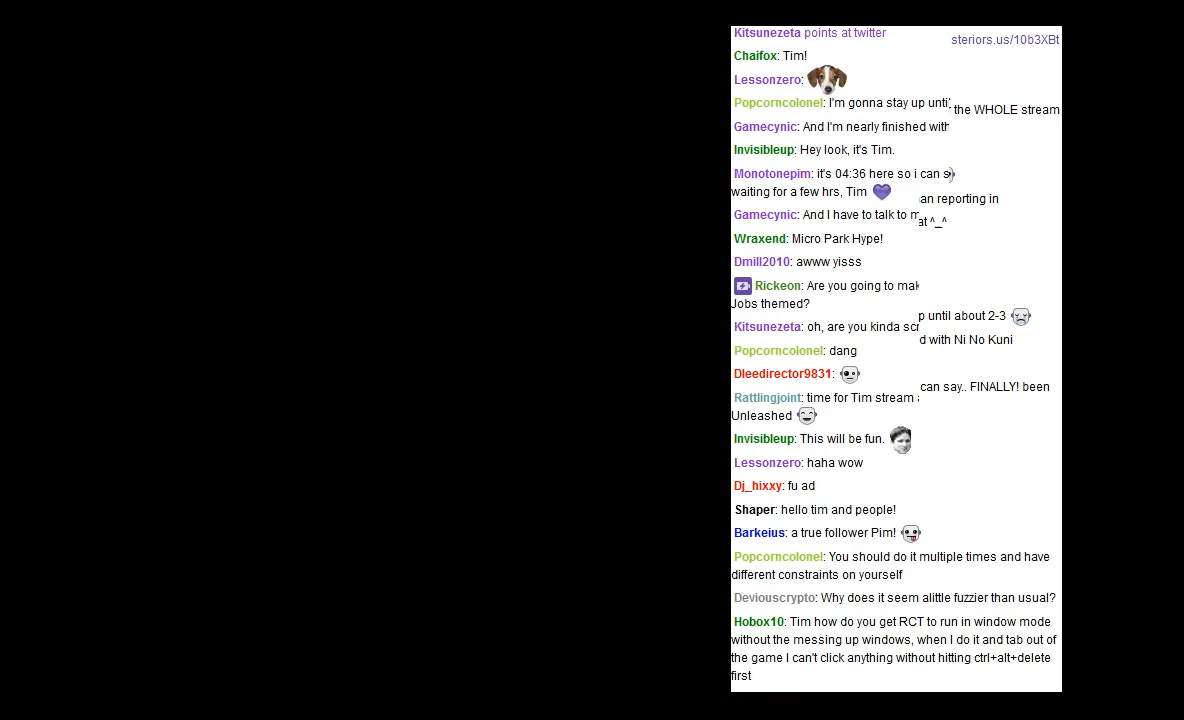 Kitsunezeta points at twitter
steriors.us/10b3XBt
Chaifox: Tim!
Lessonzero:
Popcorncolonel: I'm gonna stay up until
the WHOLE stream
Gamecynic: And I'm nearly finished with
Invisibleup: Hey look, it's Tim.
Monotonepim: it's 04:36 here so i can s
waiting for a few hrs, Tim
an reporting in
Gamecynic: And I have to talk to m
at ^_^
Wraxend: Micro Park Hype!
Dmill2010: awww yisss
Rickeon: Are you going to mak
Jobs themed?
p until about 2-3
Kitsunezeta: oh, are you kinda scr
d with Ni No Kuni
Popcorncolonel: dang
Dleedirector9831:
can say.. FINALLY! been
Rattlingjoint: time for Tim stream
Unleashed
Invisibleup: This will be fun.
Lessonzero: haha wow
Dj_hixxy: fu ad
Shaper: hello tim and people!
Barkeius: a true follower Pim!
Popcorncolonel: You should do it multiple times and have
different constraints on yourself
Deviouscrypto: Why does it seem alittle fuzzier than usual?
Hobox10: Tim how do you get RCT to run in window mode
without the messing up windows, when I do it and tab out of
the game I can't click anything without hitting ctrl+alt+delete
first